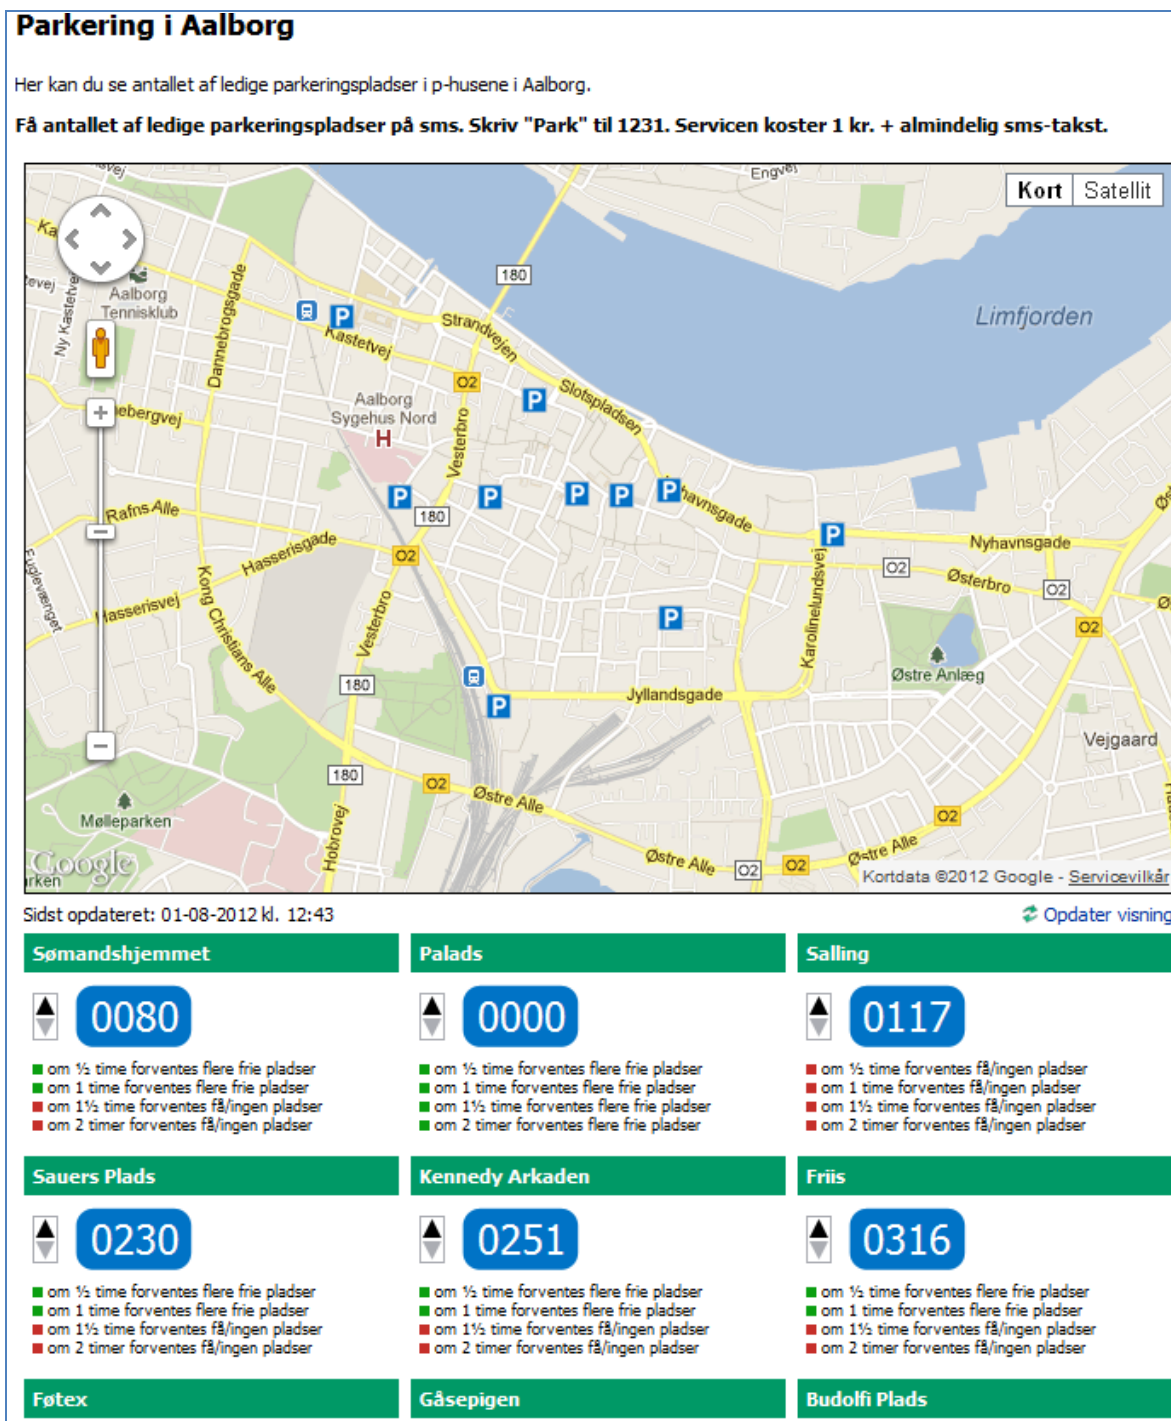 Parkering i Aalborg
Her kan du se antallet af ledige parkeringspladser i p-husene i Aalborg.
Få antallet af ledige parkeringspladser på sms. Skriv "Park" til 1231. Servicen koster 1 kr. + almindelig sms-takst.
Engvej
Kort Satellit
Aalborg
Tennisklub
Ny Kastetvej
Dannebrogsgade
180
Limfjorden
P
Strandvejen
Kastetvej
O2
P
Slotspladsen
Aalborg
Sygehus Nord
H
Vesterbro
P
180
P
P
P
P
Nyhavnsgade
P
Nyhavnsgade
Rafns Alle
Hasserisgade
O2
O2
Østerbro
O2
Fuglevænget
Hasserisvej
Kong Christians Alle
Vesterbro
P
Karolinelundsvej
O2
Østre Anlæg
180
P
Jyllandsgade
Vejgaard
180
O2
Østre Alle
Mølleparken
Hobrovej
O2
Østre Alle
O2
O2
Østre Alle
Google
Kortdata ©2012 Google - Servicevilkår
Sidst opdateret: 01-08-2012 kl. 12:43
Opdater visning
Sømandshjemmet
0080
om ½ time forventes flere frie pladser
om 1 time forventes flere frie pladser
om 1½ time forventes få/ingen pladser
om 2 timer forventes få/ingen pladser
Palads
0000
om ½ time forventes flere frie pladser
om 1 time forventes flere frie pladser
om 1½ time forventes flere frie pladser
om 2 timer forventes flere frie pladser
Salling
0117
om ½ time forventes få/ingen pladser
om 1 time forventes få/ingen pladser
om 1½ time forventes få/ingen pladser
om 2 timer forventes få/ingen pladser
Sauers Plads
0230
om ½ time forventes flere frie pladser
om 1 time forventes flere frie pladser
om 1½ time forventes få/ingen pladser
om 2 timer forventes få/ingen pladser
Kennedy Arkaden
0251
om ½ time forventes flere frie pladser
om 1 time forventes flere frie pladser
om 1½ time forventes få/ingen pladser
om 2 timer forventes få/ingen pladser
Friis
0316
om ½ time forventes flere frie pladser
om 1 time forventes flere frie pladser
om 1½ time forventes få/ingen pladser
om 2 timer forventes få/ingen pladser
Føtex
Gåsepigen
Budolfi Plads